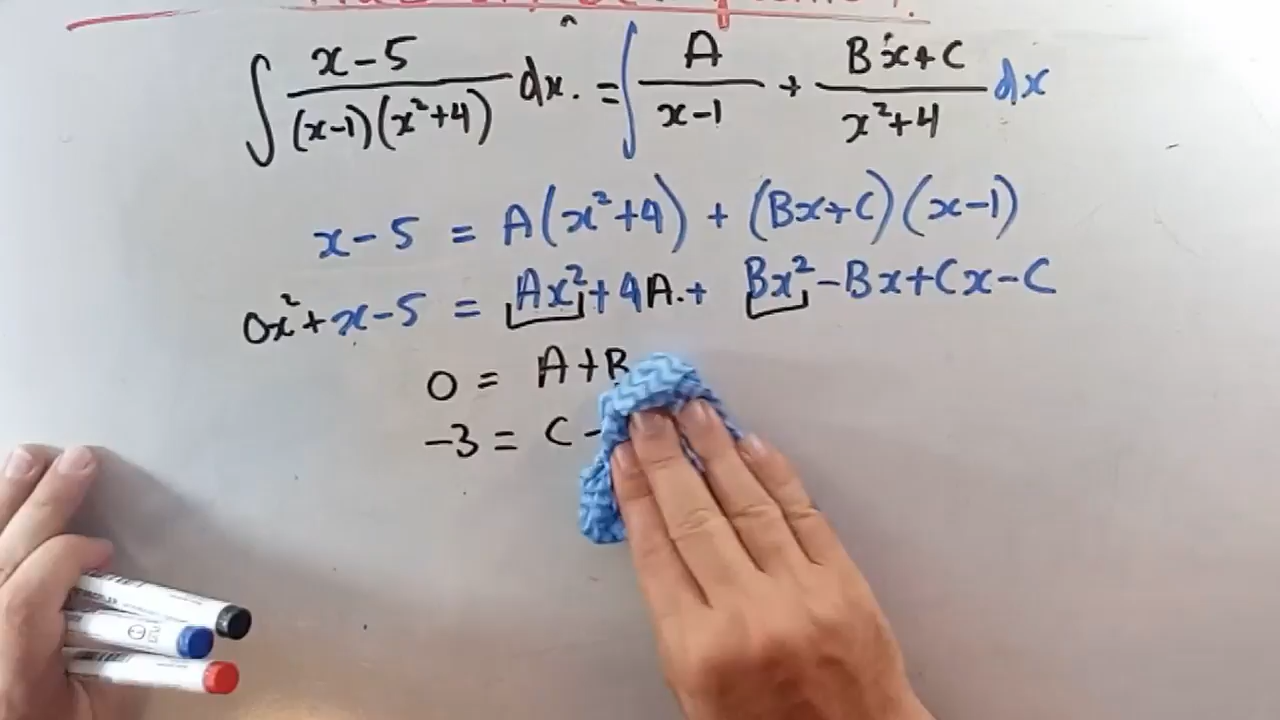 ∫ x-5 / (x-1)(x²+4) dx. = ∫ A / x-1 + Bx+C / x²+4 dx
x-5 = A(x²+4) + (Bx+C)(x-1)
0x²+x-5 = Ax²+4A.+ Bx²-Bx+Cx-C
0 = A+B
-3 = C-